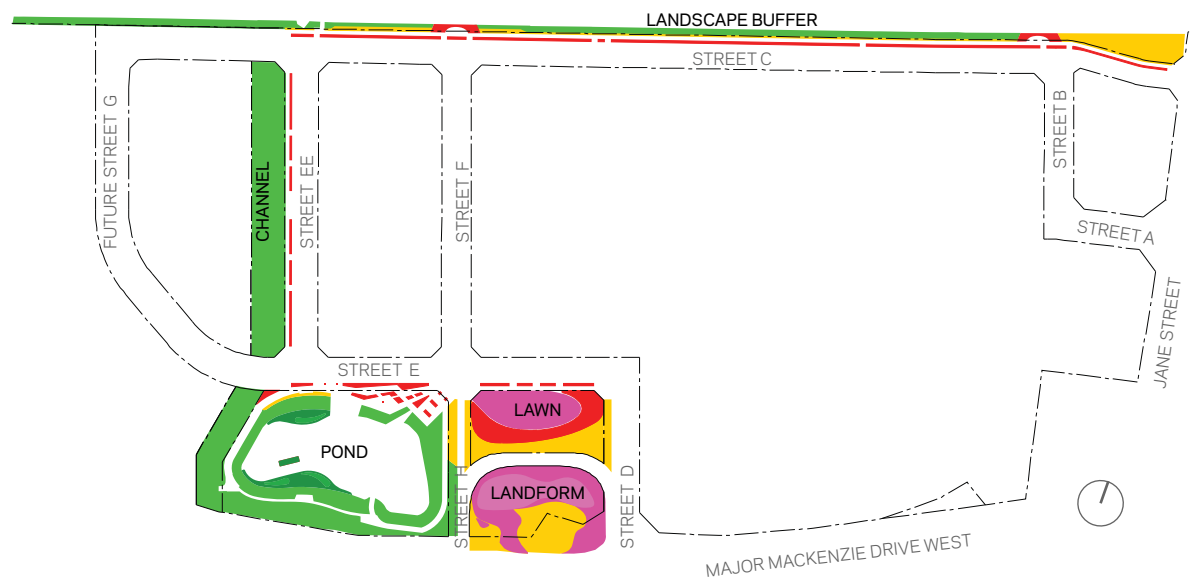 LANDSCAPE BUFFER
STREET C
FUTURE STREET G
CHANNEL
STREET EE
STREET F
STREET B
STREET A
JANE STREET
STREET E
LAWN
POND
LANDFORM
STREET H
STREET D
MAJOR MACKENZIE DRIVE WEST